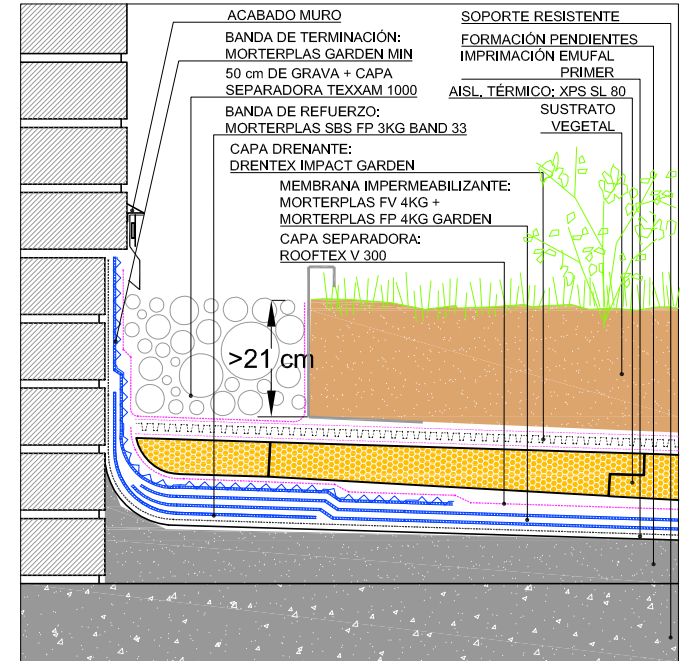 ACABADO MURO
BANDA DE TERMINACIÓN:
MORTERPLAS GARDEN MIN
50 cm DE GRAVA + CAPA
SEPARADORA TEXXAM 1000
BANDA DE REFUERZO:
MORTERPLAS SBS FP 3KG BAND 33
CAPA DRENANTE:
DRENTEX IMPACT GARDEN
MEMBRANA IMPERMEABILIZANTE:
MORTERPLAS FV 4KG +
MORTERPLAS FP 4KG GARDEN
CAPA SEPARADORA:
ROOFTEX V 300
SOPORTE RESISTENTE
FORMACIÓN PENDIENTES
IMPRIMACIÓN EMUFAL
PRIMER
AISL. TÉRMICO: XPS SL 80
SUSTRATO
VEGETAL
>21 cm